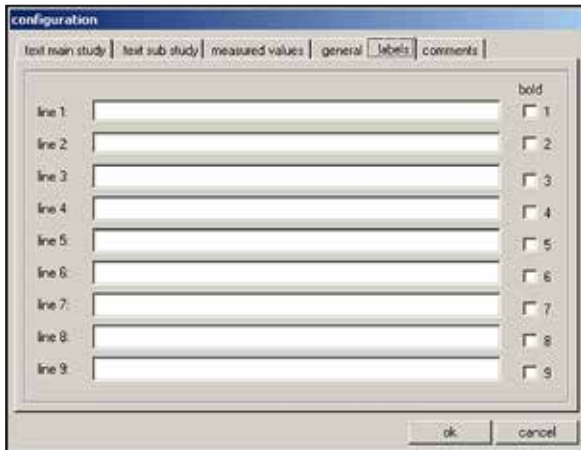 configuration
text main study text sub study measured values general labels comments
bold
line 1: 1
line 2: 2
line 3: 3
line 4: 4
line 5: 5
line 6: 6
line 7: 7
line 8: 8
line 9: 9
ok cancel